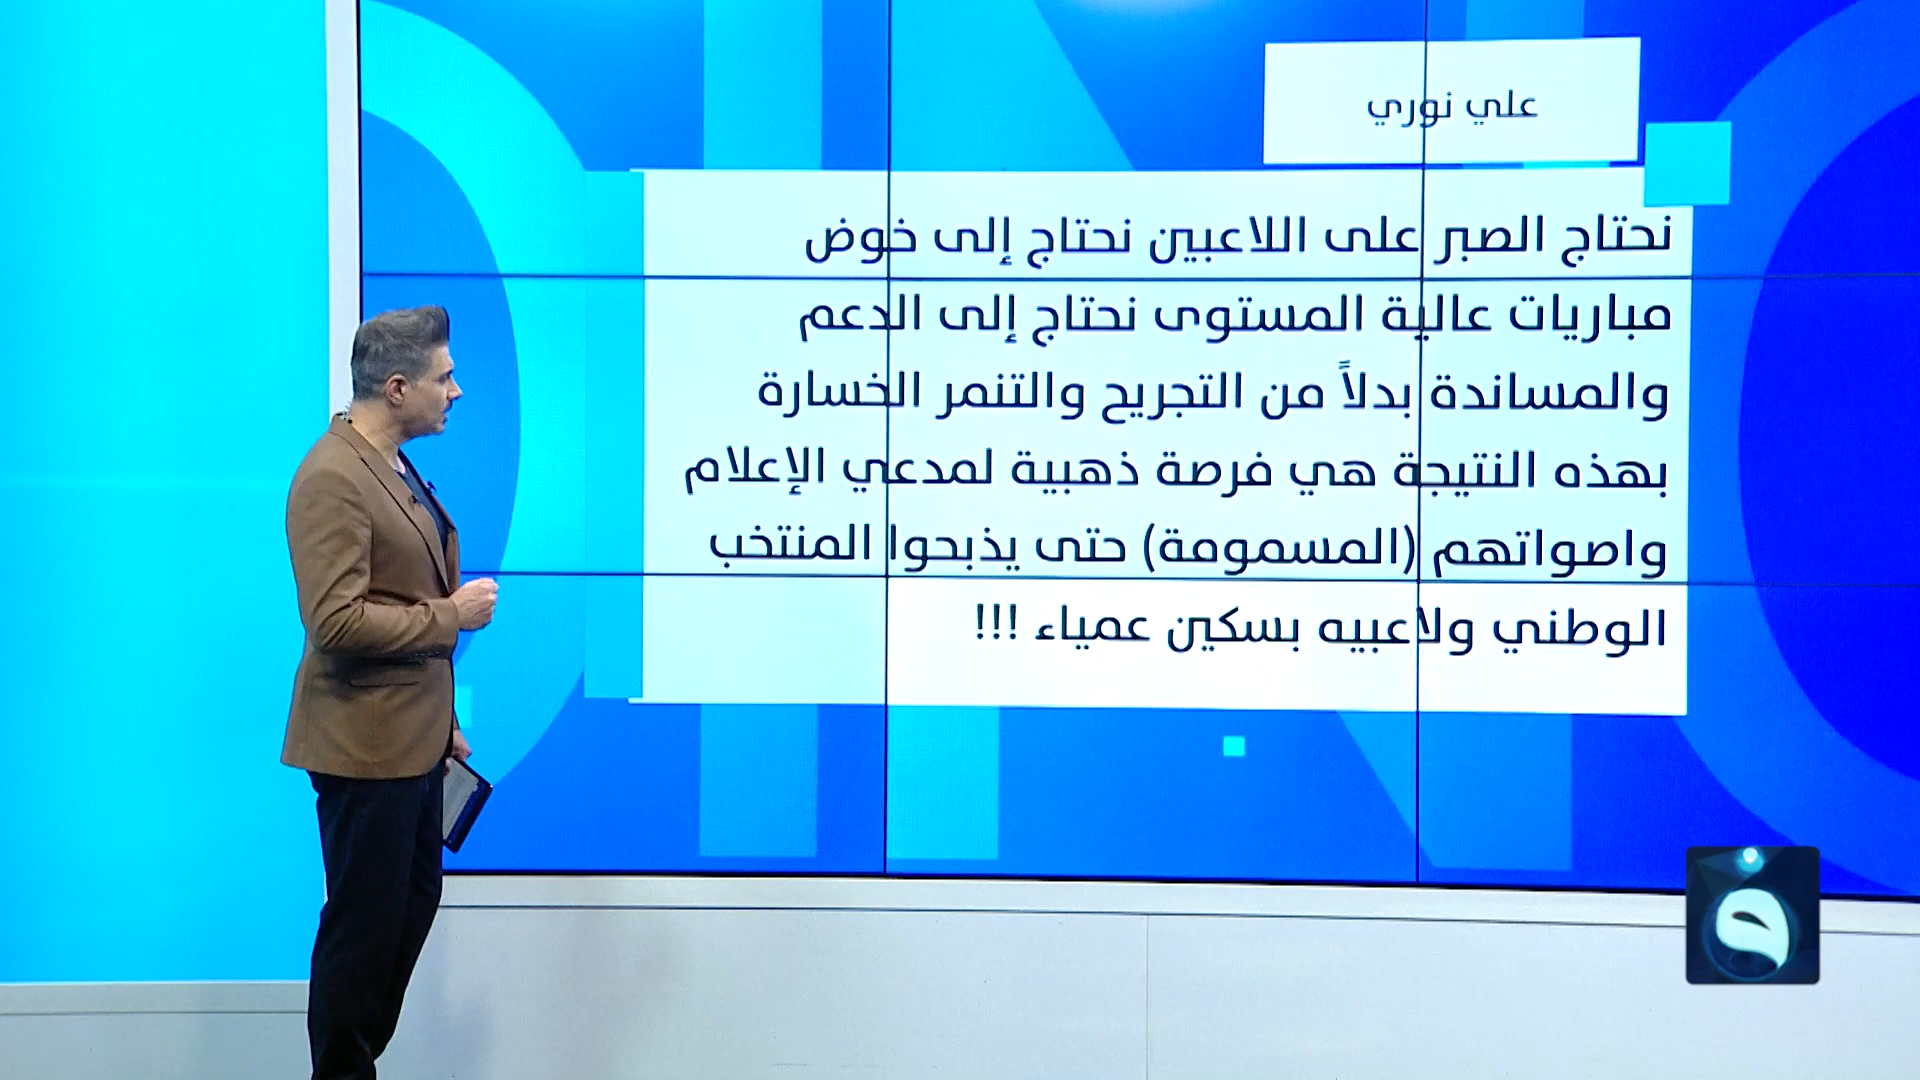 علي نوري
نحتاج الصبر على اللاعبين نحتاج إلى خوض
مباريات عالية المستوى نحتاج إلى الدعم
والمساندة بدلاً من التجريح والتنمر الخسارة
بهذه النتيجة هي فرصة ذهبية لمدعي الإعلام
واصواتهم (المسمومة) حتى يذبحوا المنتخب
الوطني ولاعبيه بسكين عمياء !!!